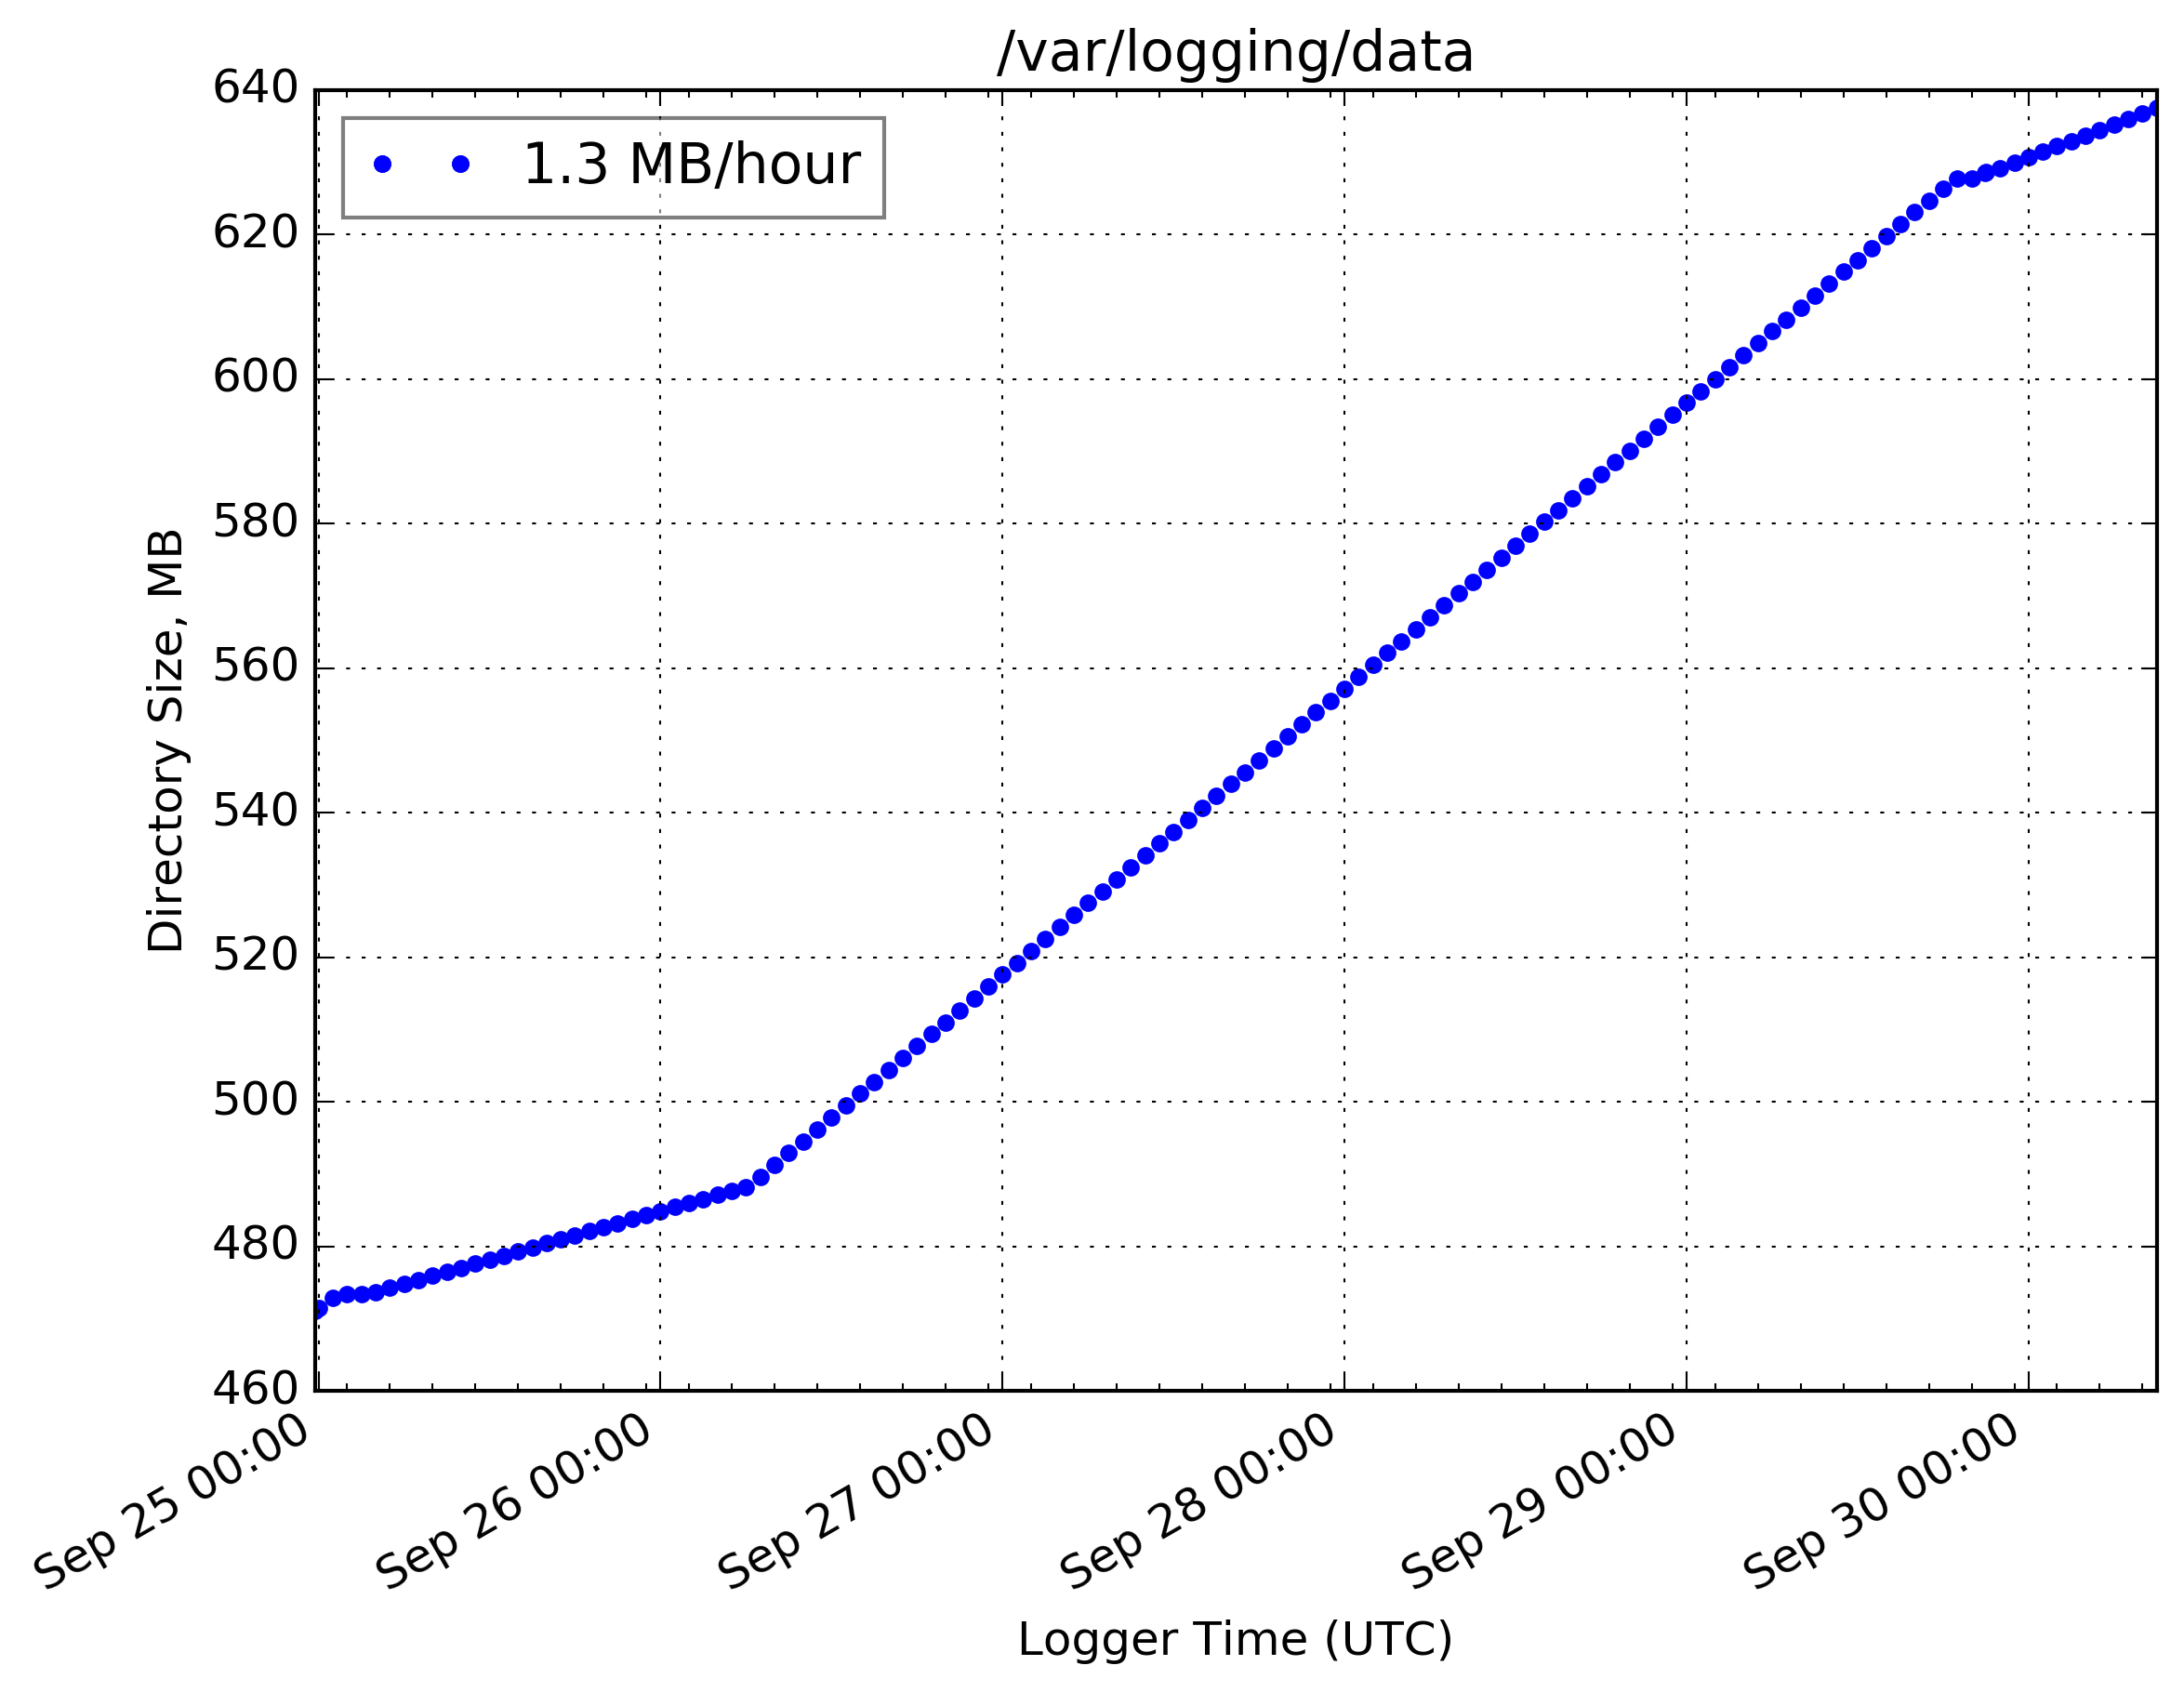 /var/logging/data
1.3 MB/hour
640
620
600
580
560
540
520
500
480
460
Directory Size, MB
Sep 25 00:00
Sep 26 00:00
Sep 27 00:00
Sep 28 00:00
Sep 29 00:00
Sep 30 00:00
Logger Time (UTC)